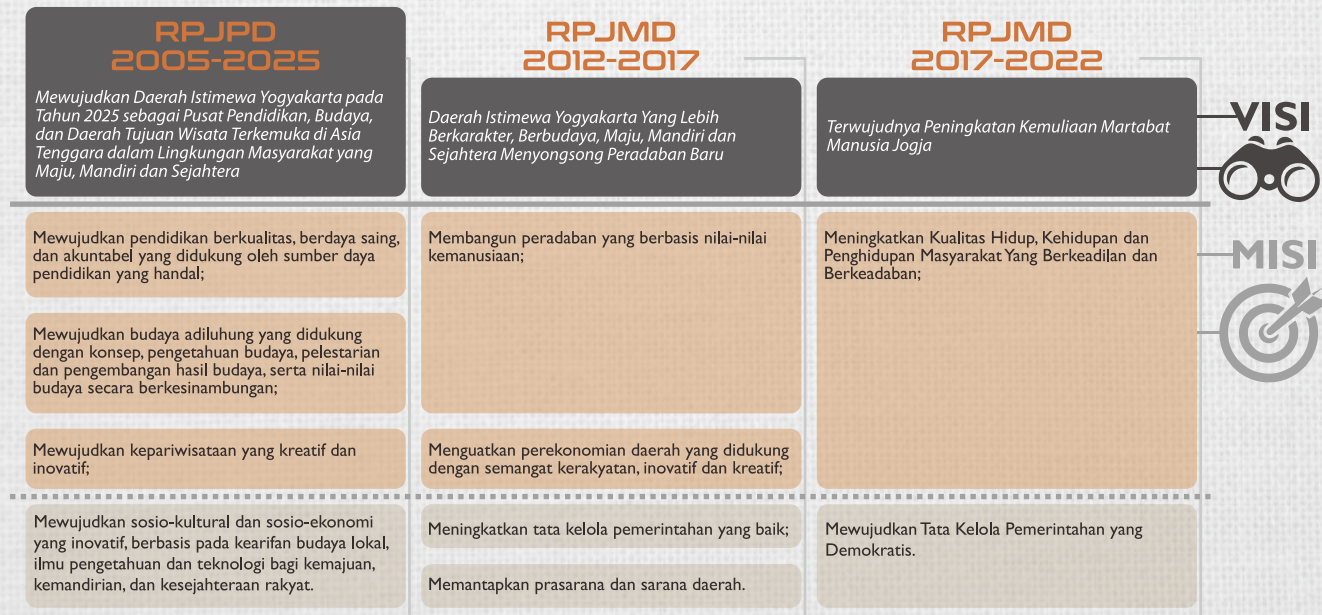 RPJPD
2005-2025
Mewujudkan Daerah Istimewa Yogyakarta pada
Tahun 2025 sebagai Pusat Pendidikan, Budaya,
dan Daerah Tujuan Wisata Terkemuka di Asia
Tenggara dalam Lingkungan Masyarakat yang
Maju, Mandiri dan Sejahtera
RPJMD
2012-2017
Daerah Istimewa Yogyakarta Yang Lebih
Berkarakter, Berbudaya, Maju, Mandiri dan
Sejahtera Menyongsong Peradaban Baru
RPJMD
2017-2022
Terwujudnya Peningkatan Kemuliaan Martabat
Manusia Jogja
VISI
Mewujudkan pendidikan berkualitas, berdaya saing,
dan akuntabel yang didukung oleh sumber daya
pendidikan yang handal;
Mewujudkan budaya adiluhung yang didukung
dengan konsep, pengetahuan budaya, pelestarian
dan pengembangan hasil budaya, serta nilai-nilai
budaya secara berkesinambungan;
Mewujudkan kepariwisataan yang kreatif dan
inovatif;
Membangun peradaban yang berbasis nilai-nilai
kemanusiaan;
Menguatkan perekonomian daerah yang didukung
dengan semangat kerakyatan, inovatif dan kreatif;
Meningkatkan Kualitas Hidup, Kehidupan dan
Penghidupan Masyarakat Yang Berkeadilan dan
Berkeadaban;
MISI
Mewujudkan sosio-kultural dan sosio-ekonomi
yang inovatif, berbasis pada kearifan budaya lokal,
ilmu pengetahuan dan teknologi bagi kemajuan,
kemandirian, dan kesejahteraan rakyat.
Meningkatkan tata kelola pemerintahan yang baik;
Memantapkan prasarana dan sarana daerah.
Mewujudkan Tata Kelola Pemerintahan yang
Demokratis.